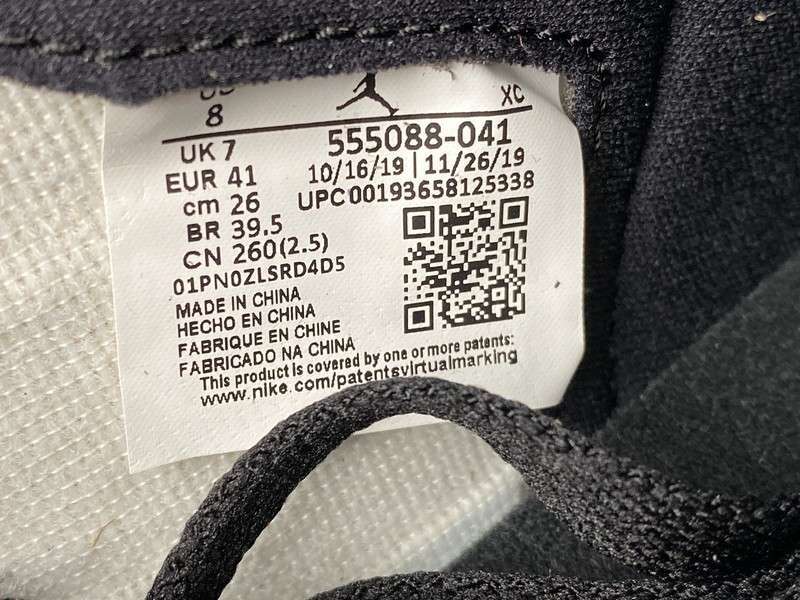 US
8
XC
UK 7
EUR 41
cm 26
BR 39.5
CN 260(2.5)
555088-041
10/16/19 | 11/26/19
UPC00193658125338
01PN0ZLSRD4D5
MADE IN CHINA
HECHO EN CHINA
FABRIQUE EN CHINE
FABRICADO NA CHINA
This product is covered by one or more patents:
www.nike.com/patentsvirtualmarking